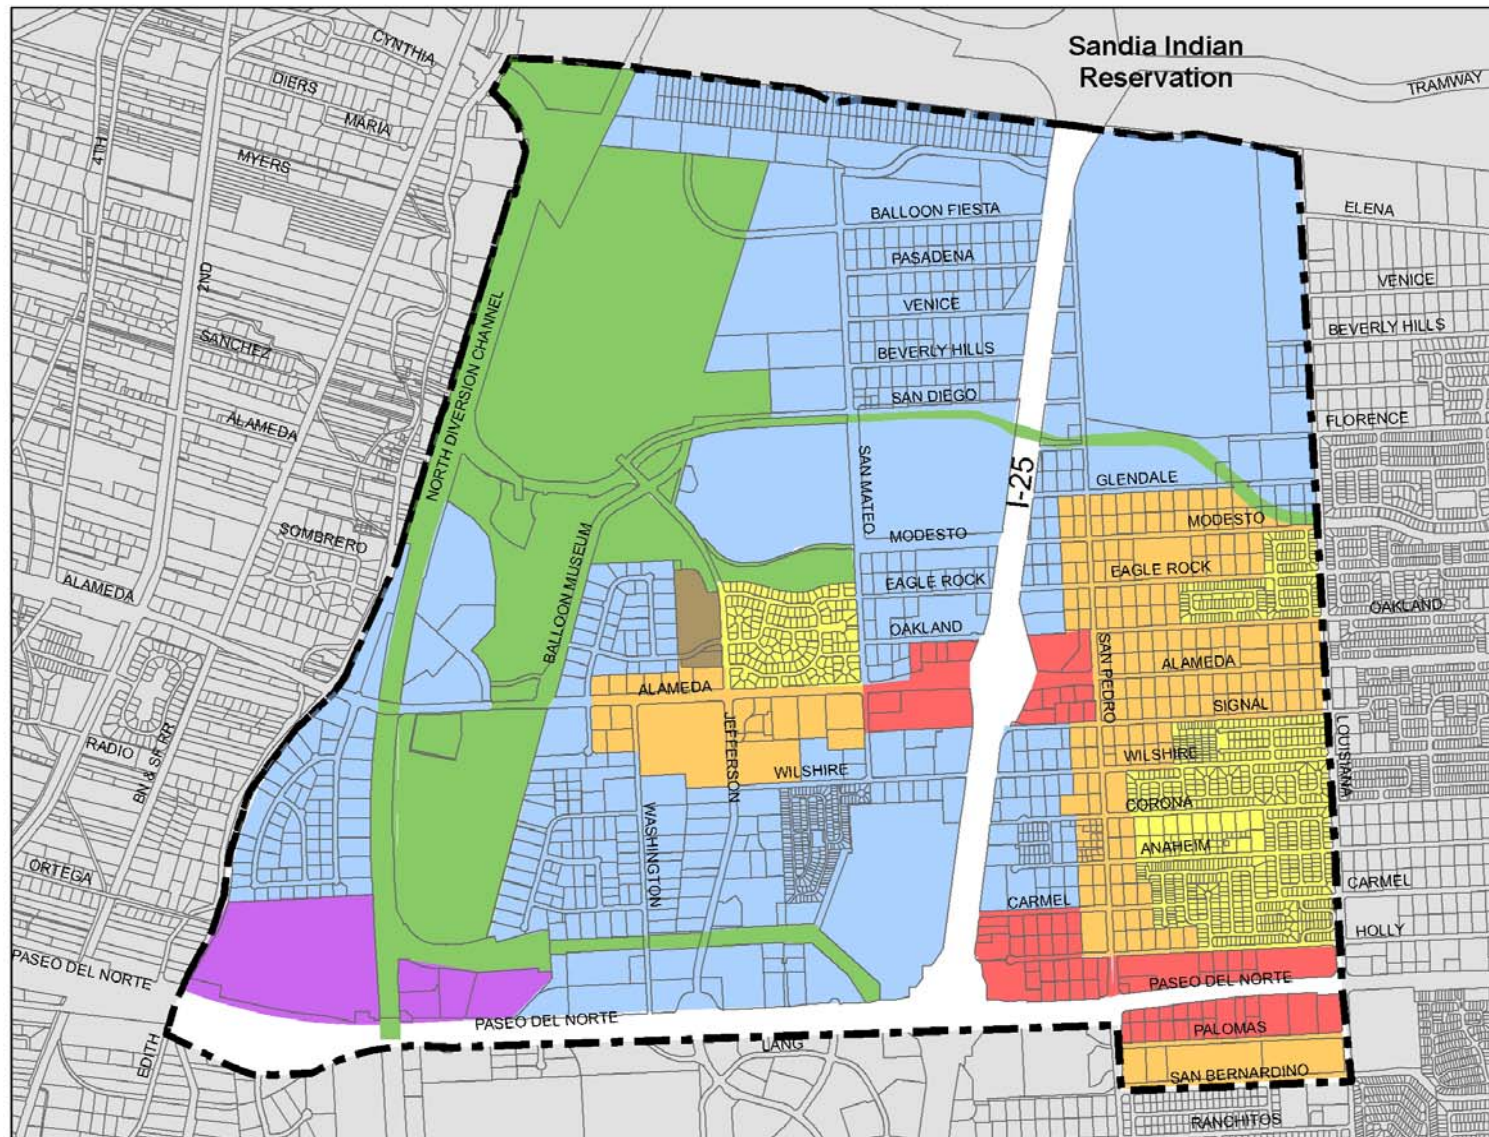 Sandia Indian
Reservation
TRAMWAY
CYNTHIA
DIERS
MARIA
4TH
MYERS
ELENA
BALLOON FIESTA
PASADENA
2ND
VENICE
VENICE
BEVERLY HILLS
SANCHEZ
BEVERLY HILLS
SAN DIEGO
NORTH DIVERSION CHANNEL
FLORENCE
ALAMEDA
I-25
SAN MATEO
GLENDALE
MODESTO
SOMBRERO
MODESTO
BALLOON MUSEUM
EAGLE ROCK
EAGLE ROCK
ALAMEDA
OAKLAND
OAKLAND
SAN PEDRO
ALAMEDA
ALAMEDA
SIGNAL
JEFFERSON
LOUISIANA
RADIO
BN & SF RR
WILSHIRE
WILSHIRE
CORONA
WASHINGTON
ANAHEIM
ORTEGA
CARMEL
CARMEL
HOLLY
PASEO DEL NORTE
PASEO DEL NORTE
PASEO DEL NORTE
PALOMAS
EDITH
LANG
SAN BERNARDINO
RANCHITOS